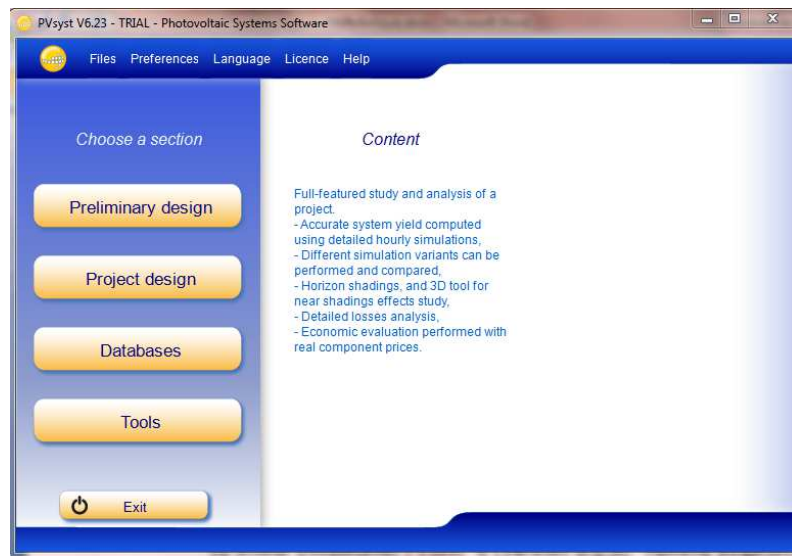 PVsyst V6.23 - TRIAL - Photovoltaic Systems Software
Files Preferences Language Licence Help
Choose a section
Preliminary design
Project design
Databases
Tools
Exit
Content
Full-featured study and analysis of a
project.
- Accurate system yield computed
using detailed hourly simulations,
- Different simulation variants can be
performed and compared,
- Horizon shadings, and 3D tool for
near shadings effects study,
- Detailed losses analysis,
- Economic evaluation performed with
real component prices.